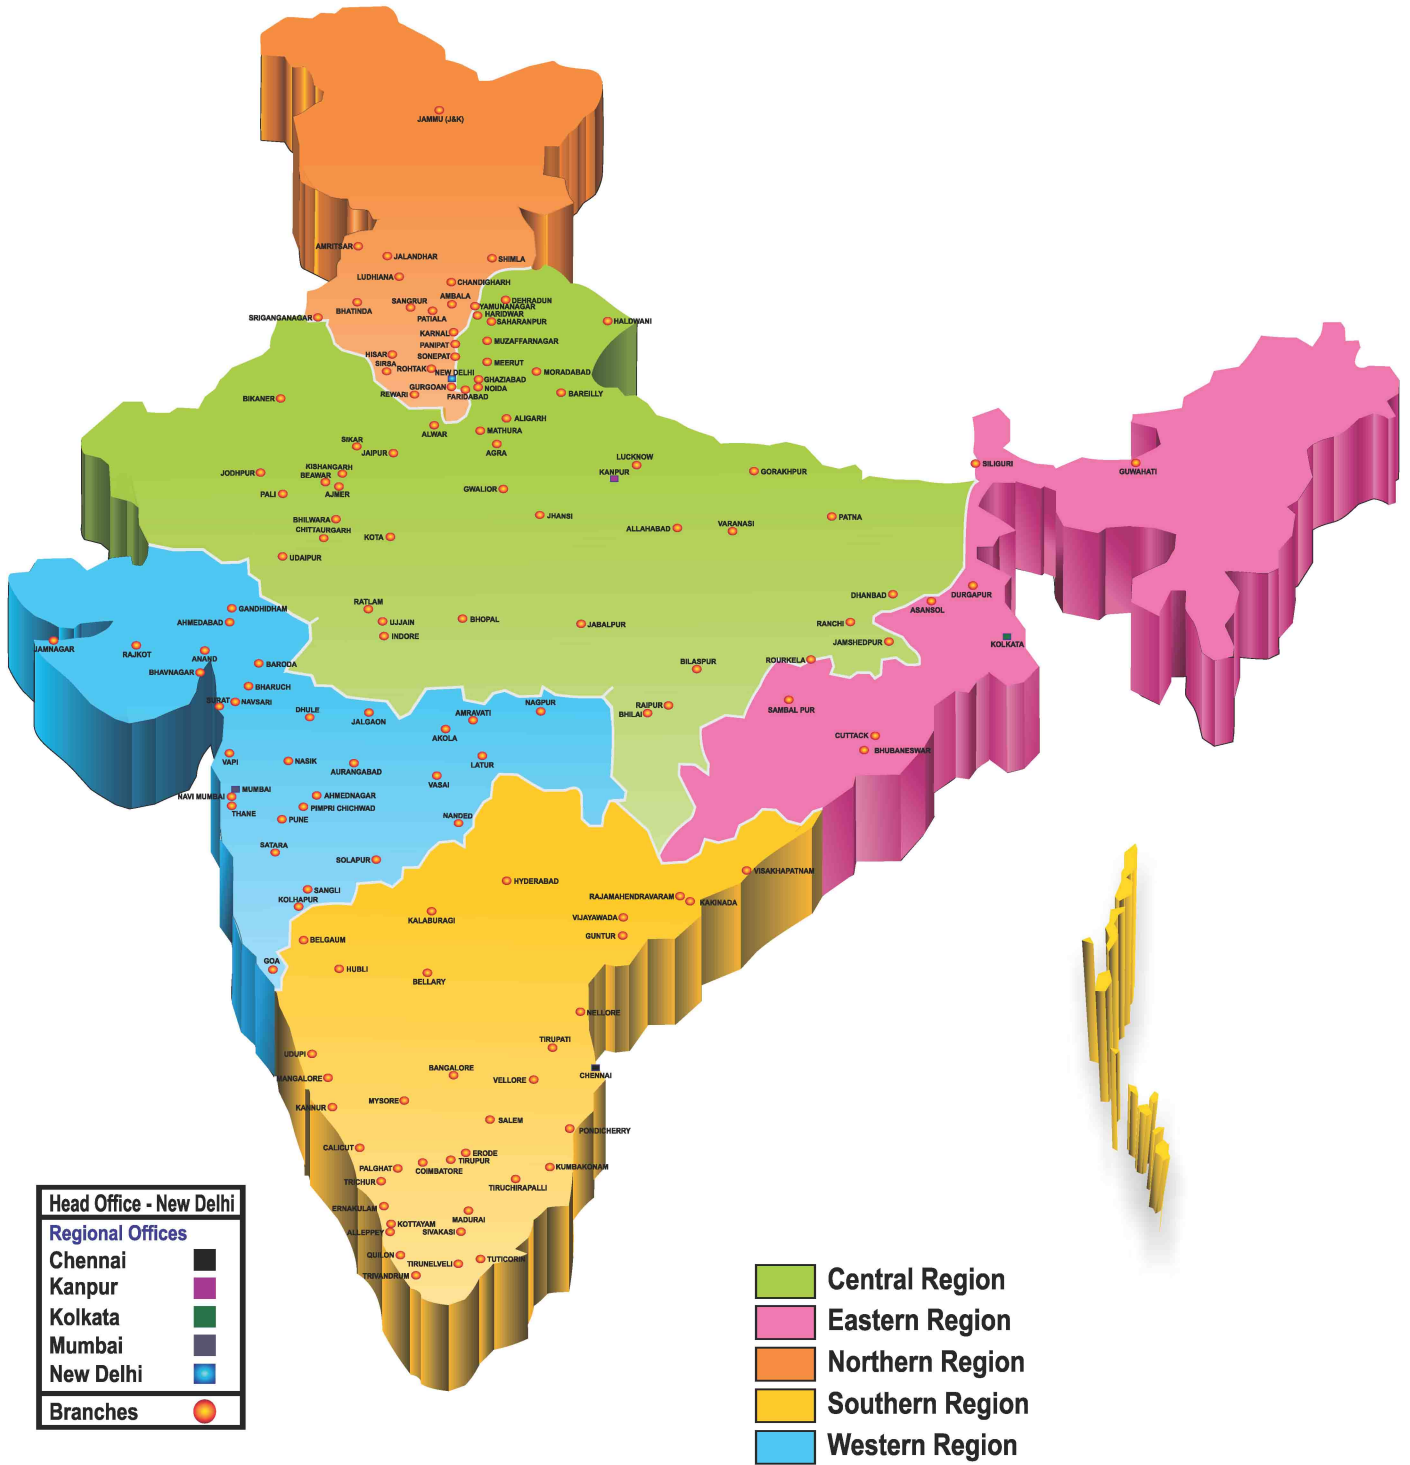 JAMMU (J&K)
AMRITSAR
JALANDHAR
SHIMLA
LUDHIANA
CHANDIGHARH
AMBALA
BHATINDA
SANGRUR
PATIALA
DEHRADUN
YAMUNANAGAR
HARIDWAR
SAHARANPUR
HALDWANI
SRIGANGANAGAR
KARNAL
PANIPAT
MUZAFFARNAGAR
HISAR
SONEPAT
SIRSA
ROHTAK
NEW DELHI
MEERUT
MORADABAD
GHAZIABAD
GURGOAN
NOIDA
REWARI
FARIDABAD
BAREILLY
BIKANER
ALIGARH
ALWAR
MATHURA
AGRA
SIKAR
JAIPUR
LUCKNOW
KANPUR
GORAKHPUR
SILIGURI
GUWAHATI
JODHPUR
KISHANGARH
BEAWAR
AJMER
PALI
GWALIOR
BHILWARA
CHITTAURGARH
KOTA
JHANSI
ALLAHABAD
VARANASI
PATNA
UDAIPUR
DHANBAD
DURGAPUR
ASANSOL
GANDHIDHAM
AHMEDABAD
RATLAM
UJJAIN
INDORE
BHOPAL
JABALPUR
RANCHI
JAMSHEDPUR
KOLKATA
JAMNAGAR
RAJKOT
ANAND
BARODA
BHAVNAGAR
BILASPUR
ROURKELA
BHARUCH
SURAT
NAVSARI
DHULE
JALGAON
AMRAVATI
NAGPUR
AKOLA
RAIPUR
BHILAI
SAMBAL PUR
CUTTACK
BHUBANESWAR
VAPI
NASIK
AURANGABAD
LATUR
VASAI
MUMBAI
NAVI MUMBAI
THANE
AHMEDNAGAR
PIMPRI CHICHWAD
PUNE
NANDED
SATARA
SOLAPUR
SANGLI
KOLHAPUR
HYDERABAD
VISAKHAPATNAM
RAJAMAHENDRAVARAM
KAKINADA
KALABURAGI
VIJAYAWADA
GUNTUR
BELGAUM
GOA
HUBLI
BELLARY
NELLORE
TIRUPATI
UDUPI
MANGALORE
BANGALORE
VELLORE
CHENNAI
KANNUR
MYSORE
SALEM
PONDICHERRY
CALICUT
ERODE
TIRUPUR
COIMBATORE
PALGHAT
KUMBAKONAM
TRICHUR
TIRUCHIRAPALLI
ERNAKULAM
MADURAI
KOTTAYAM
ALLEPPEY
SIVAKASI
QUILON
TIRUNELVELI
TUTICORIN
TRIVANDRUM
Head Office - New Delhi
Regional Offices
Chennai
Kanpur
Kolkata
Mumbai
New Delhi
Branches
Central Region
Eastern Region
Northern Region
Southern Region
Western Region